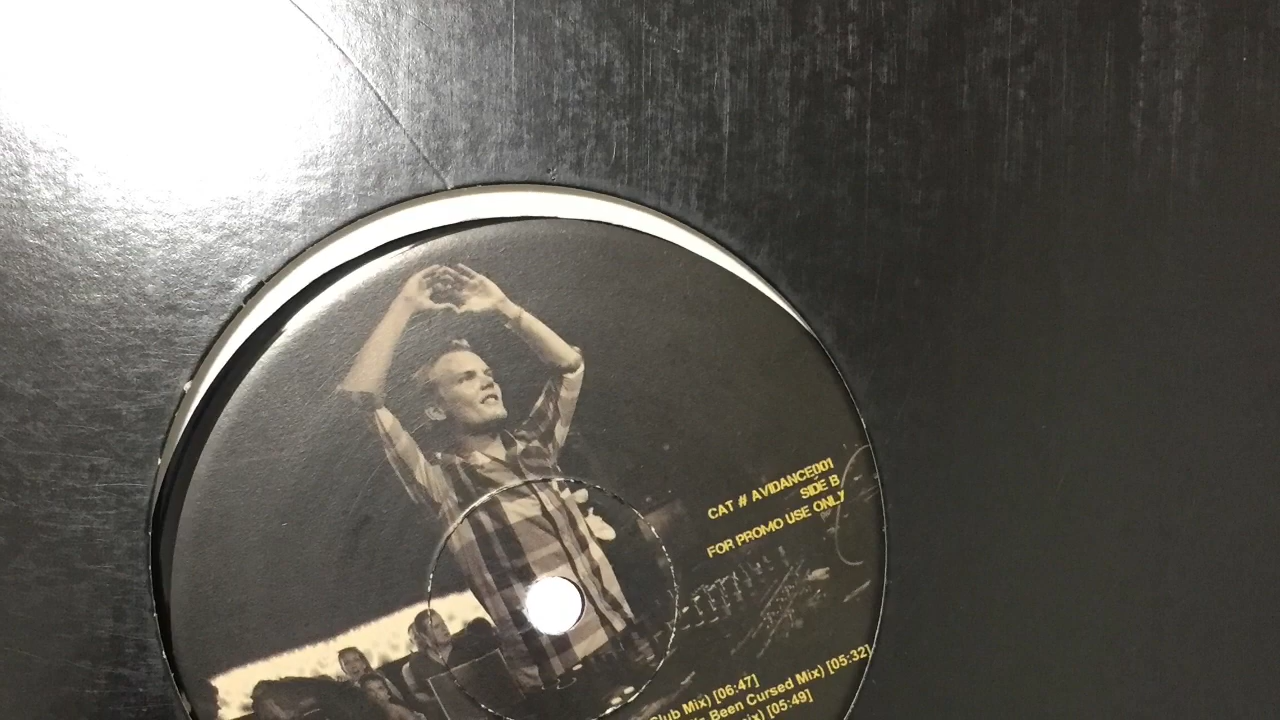 CAT # AVIDANCE001
SIDE B
FOR PROMO USE ONLY
Club Mix) [06:47]
Been Cursed Mix) [05:32]
[05:49]